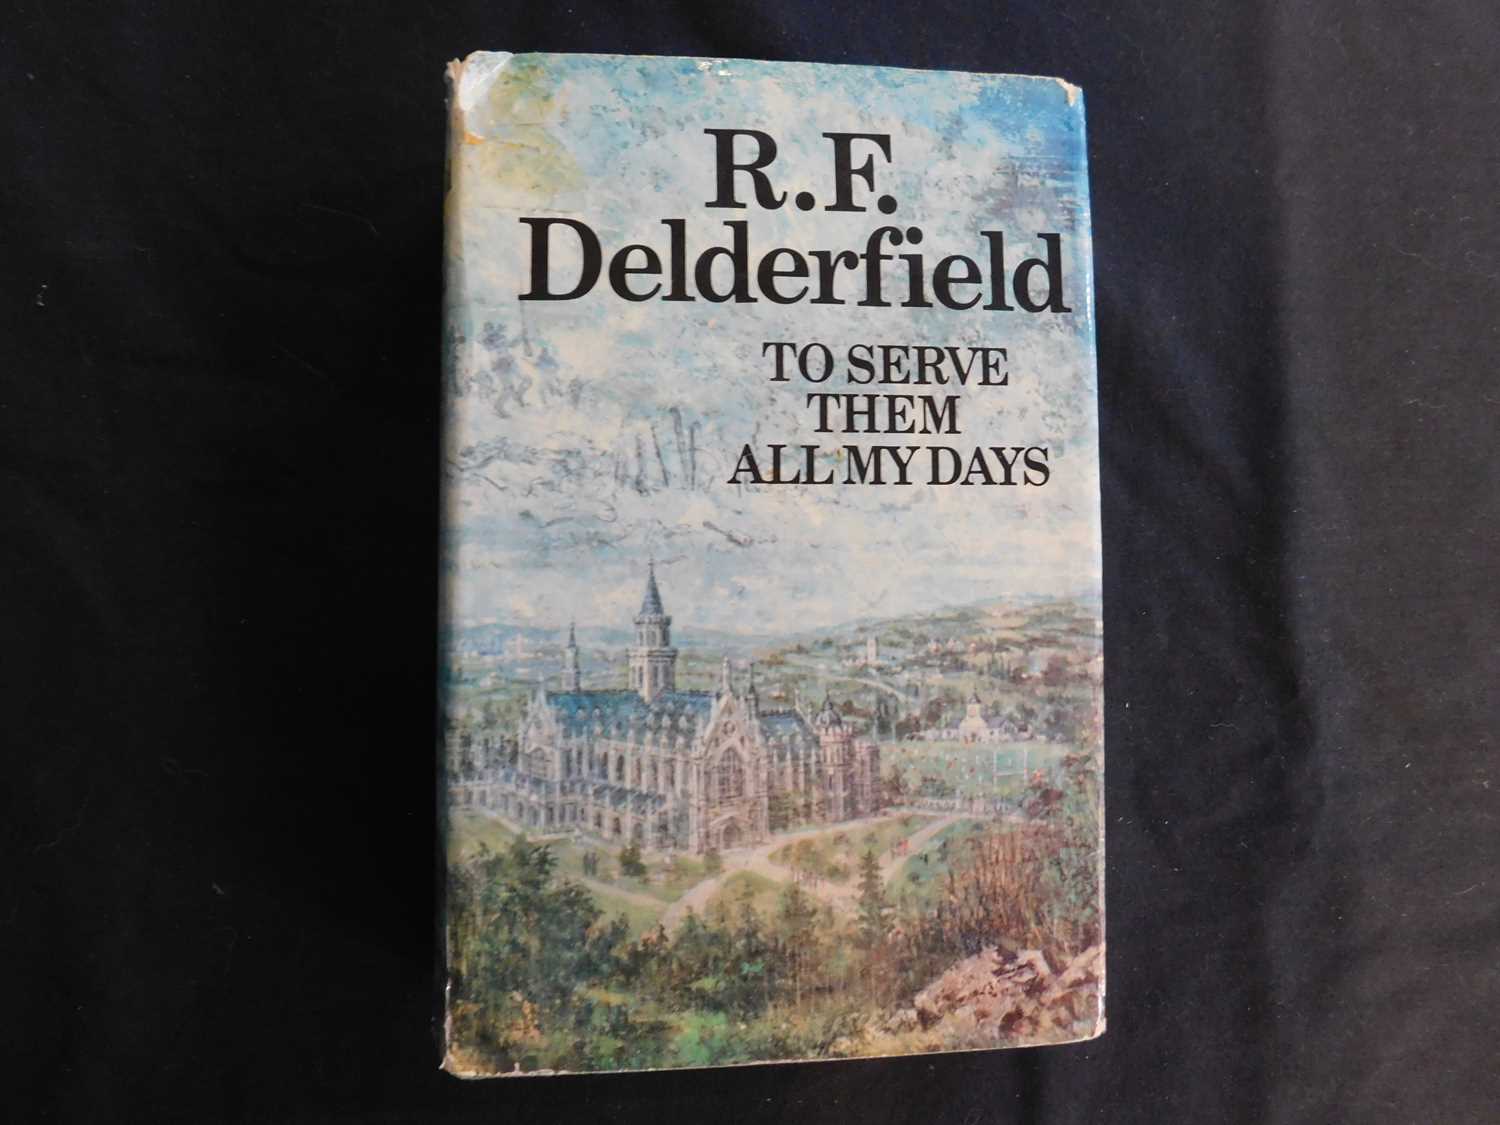 R.F.
Delderfield
TO SERVE
THEM
ALL MY DAYS